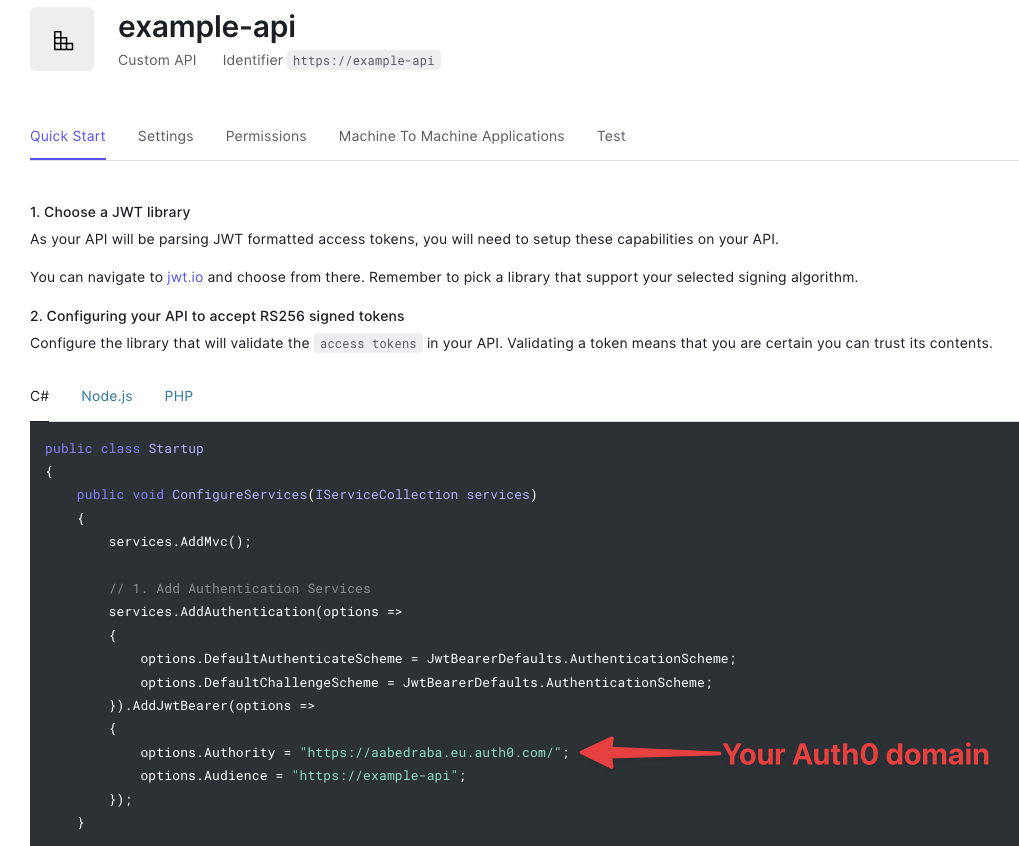 example-api
Custom API Identifier https://example-api
Quick Start Settings Permissions Machine To Machine Applications Test
1. Choose a JWT library
As your API will be parsing JWT formatted access tokens, you will need to setup these capabilities on your API.
You can navigate to jwt.io and choose from there. Remember to pick a library that support your selected signing algorithm.
2. Configuring your API to accept RS256 signed tokens
Configure the library that will validate the access tokens in your API. Validating a token means that you are certain you can trust its contents.
C# Node.js PHP
public class Startup
{
    public void ConfigureServices(IServiceCollection services)
    {
        services.AddMvc();
        // 1. Add Authentication Services
        services.AddAuthentication(options =>
        {
            options.DefaultAuthenticateScheme = JwtBearerDefaults.AuthenticationScheme;
            options.DefaultChallengeScheme = JwtBearerDefaults.AuthenticationScheme;
        }).AddJwtBearer(options =>
        {
            options.Authority = "https://aabedraba.eu.auth0.com/"; Your Auth0 domain
            options.Audience = "https://example-api";
        });
    }